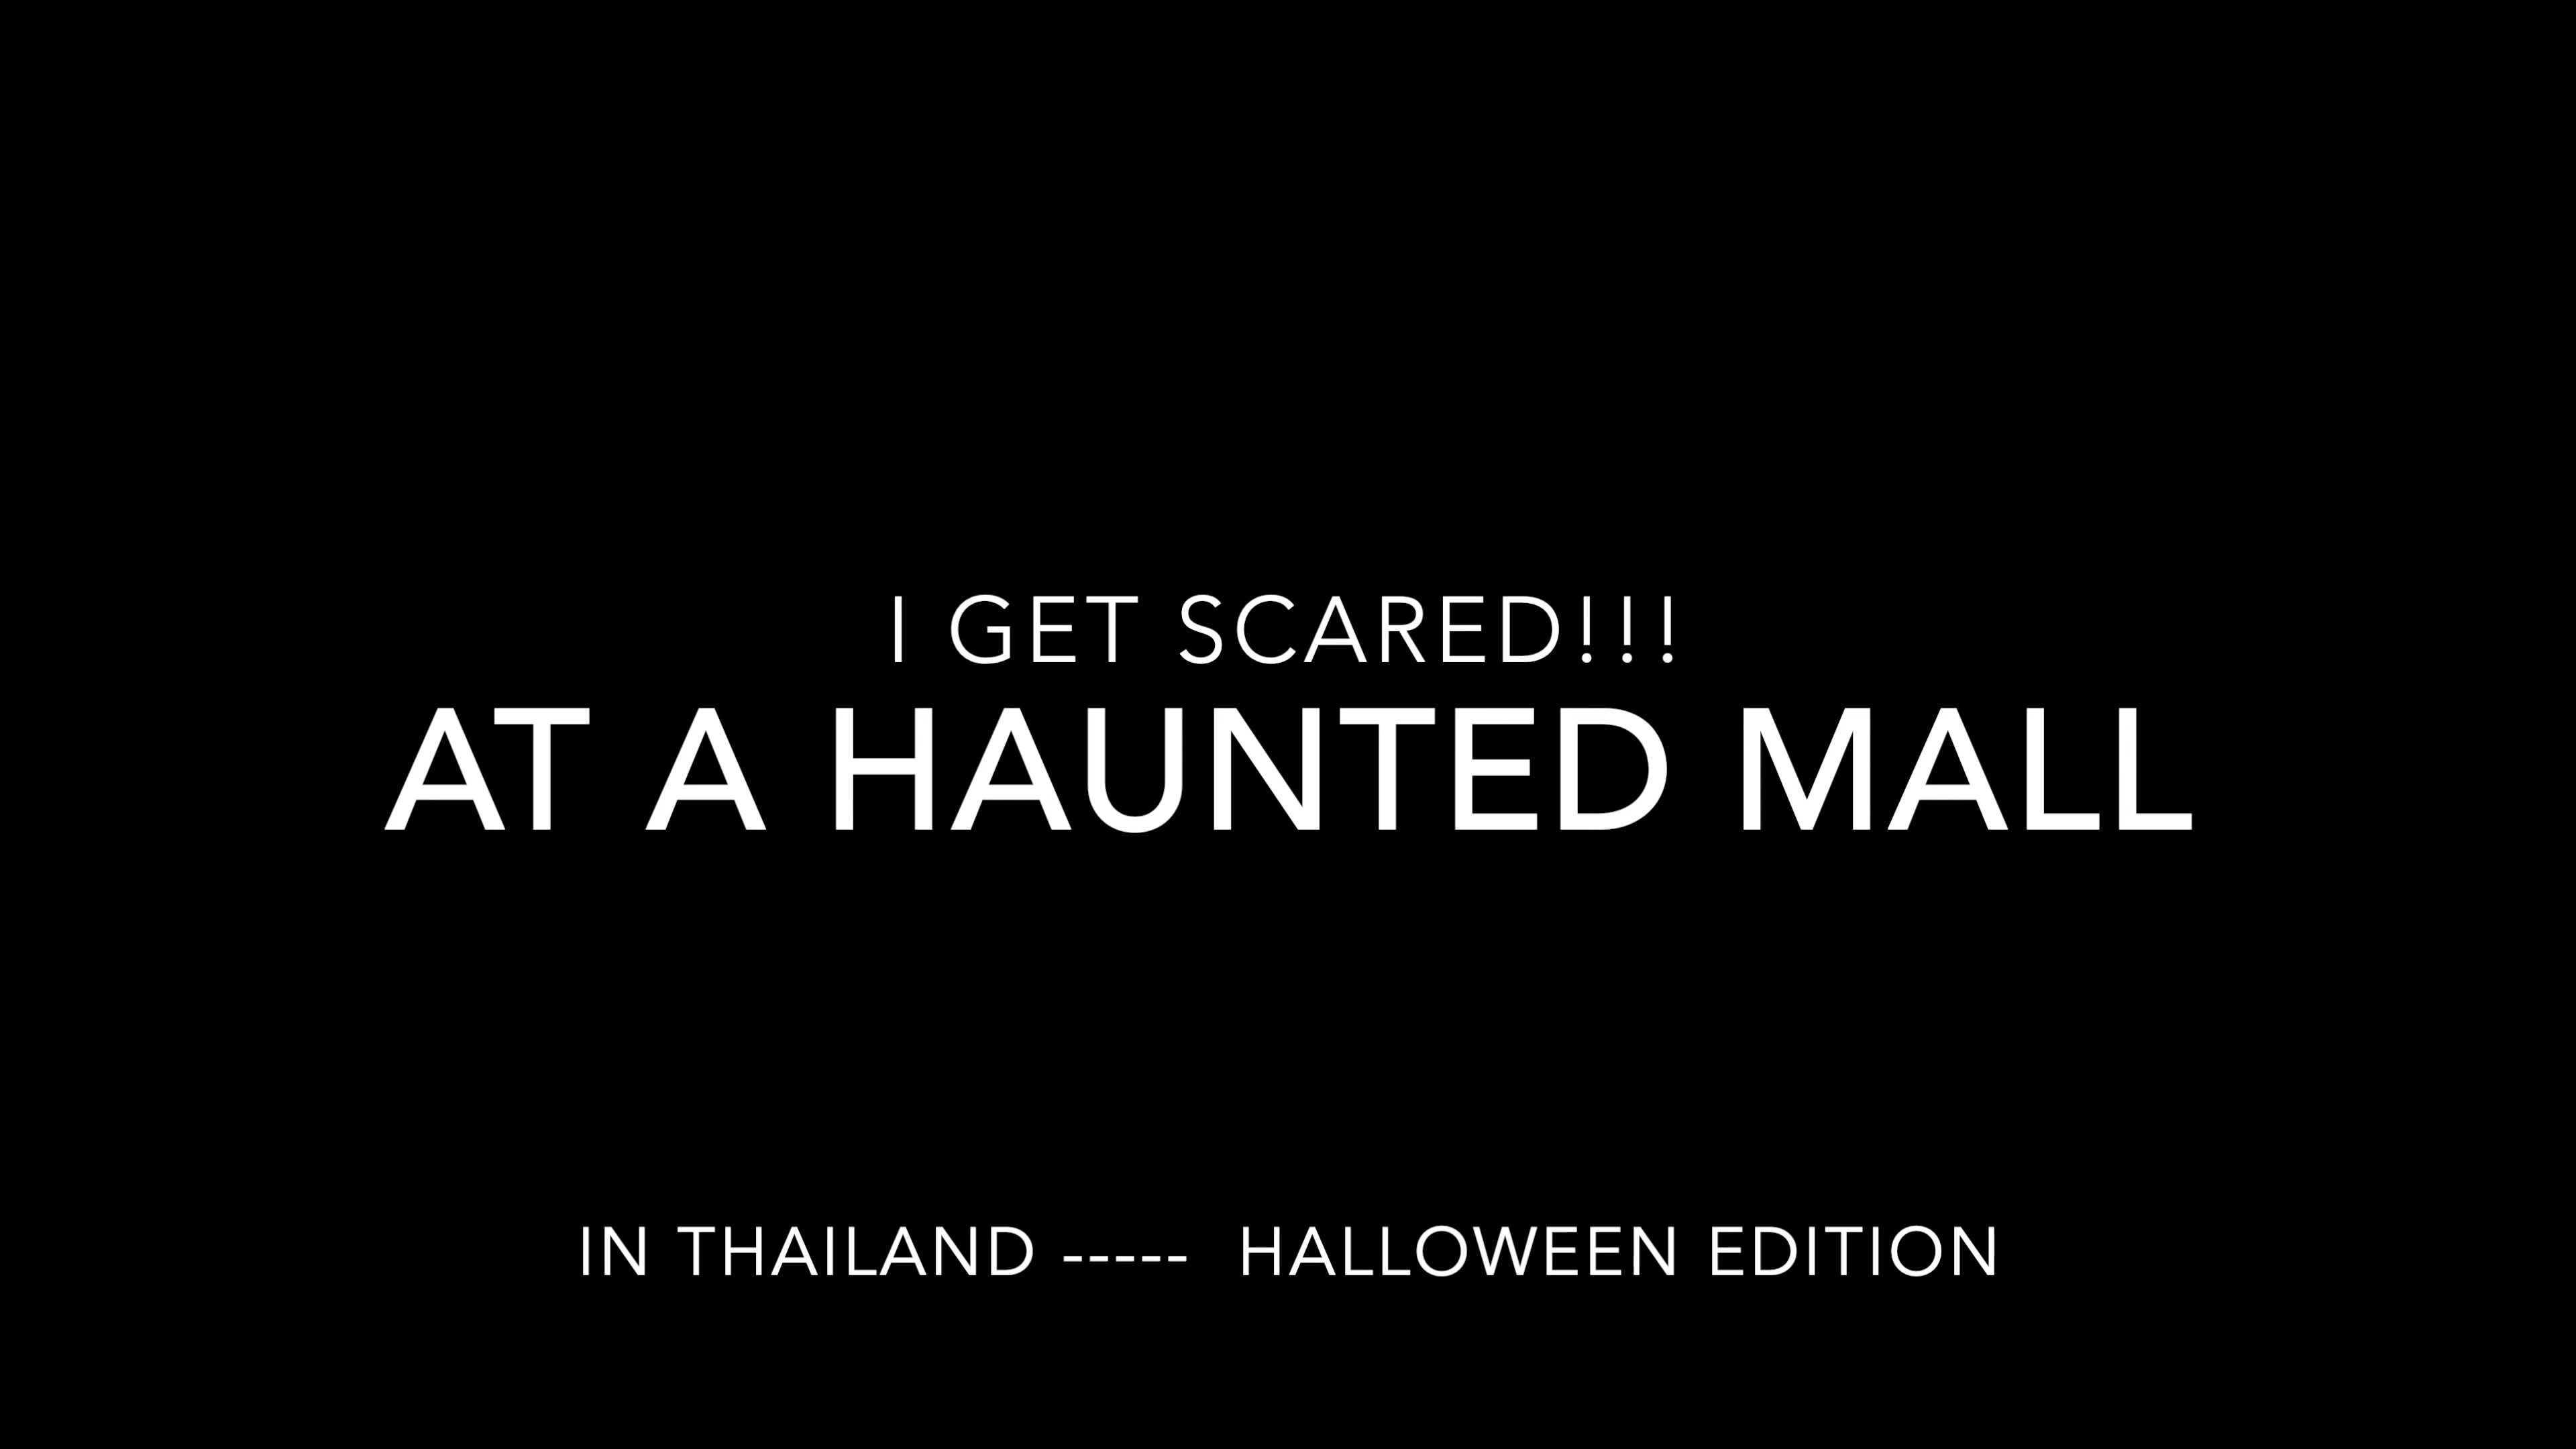 I GET SCARED!!!
AT A HAUNTED MALL
IN THAILAND -----  HALLOWEEN EDITION